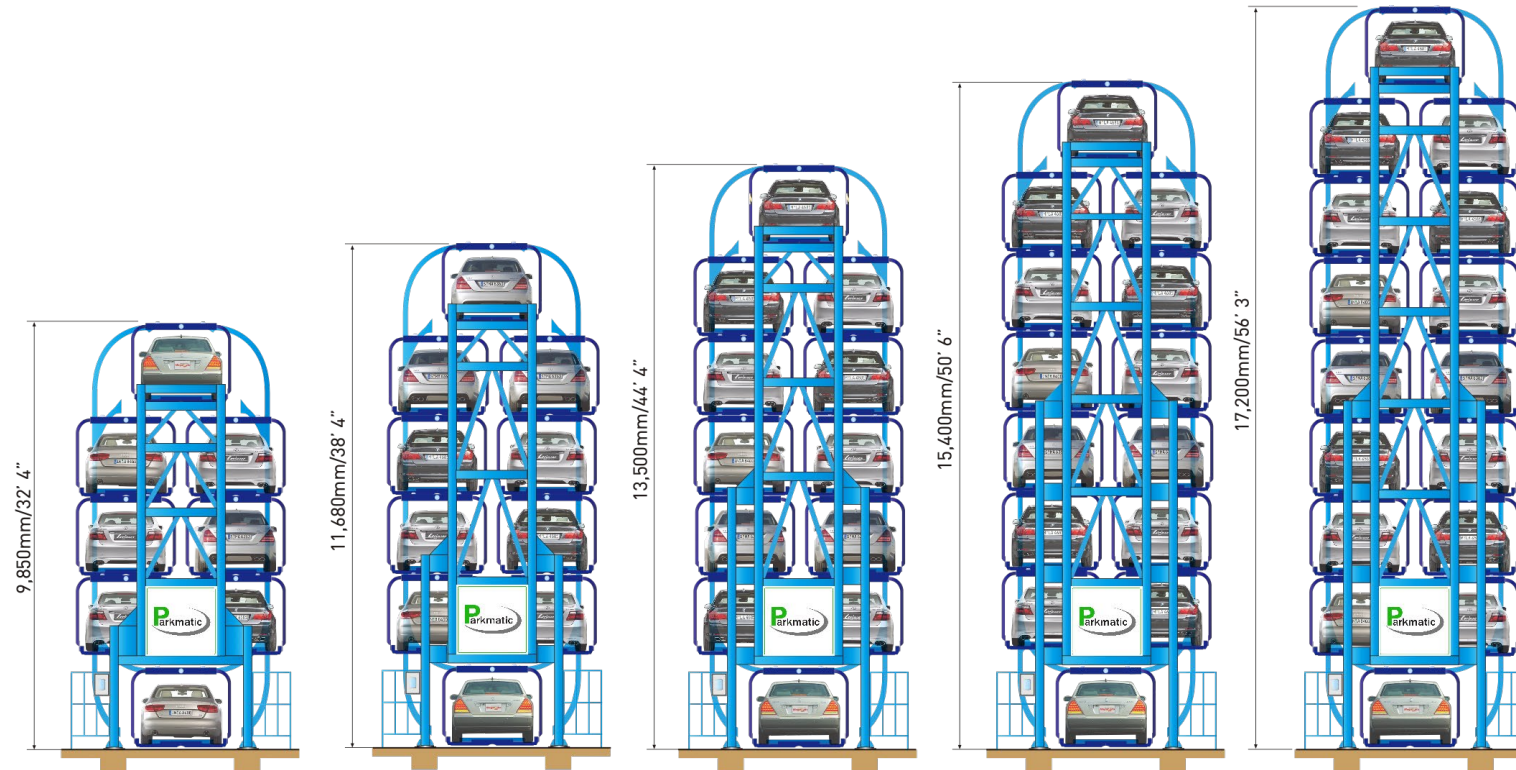 9,850mm/32' 4"
Parkmatic
11,680mm/38' 4"
Parkmatic
13,500mm/44' 4"
Parkmatic
15,400mm/50' 6"
Parkmatic
17,200mm/56' 3"
Parkmatic